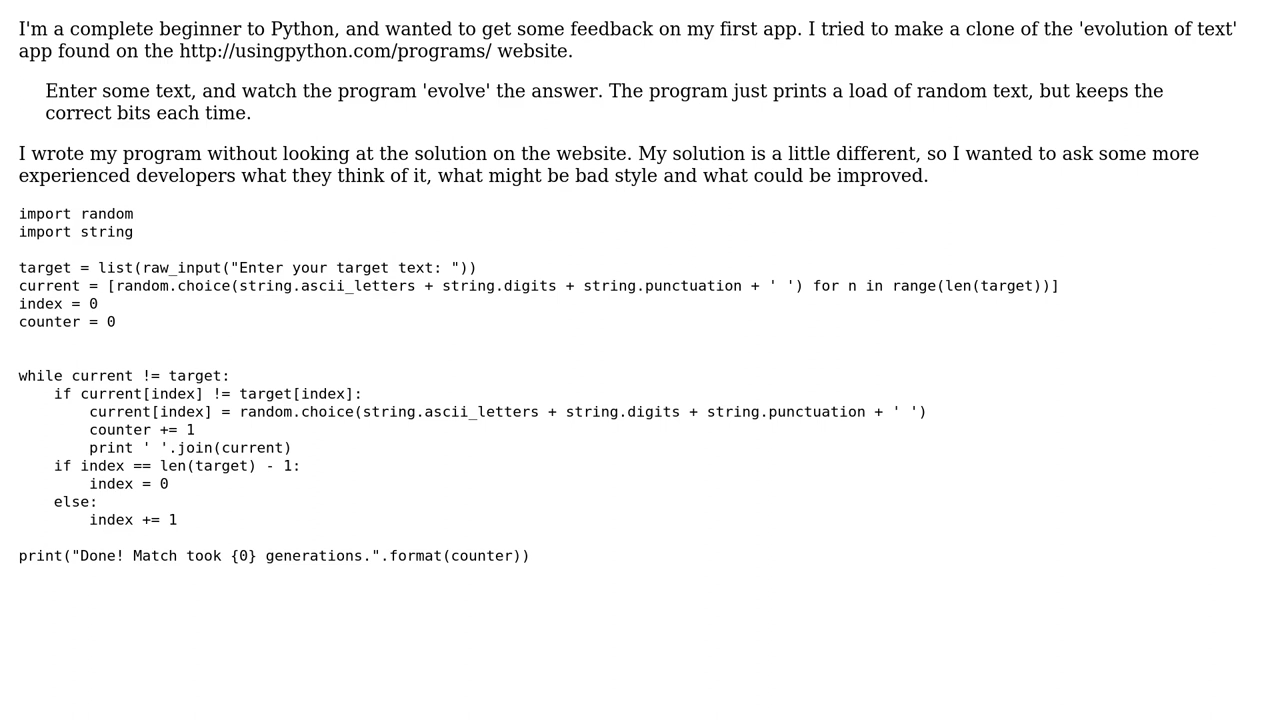 I'm a complete beginner to Python, and wanted to get some feedback on my first app. I tried to make a clone of the 'evolution of text'
app found on the http://usingpython.com/programs/ website.
Enter some text, and watch the program 'evolve' the answer. The program just prints a load of random text, but keeps the
correct bits each time.
I wrote my program without looking at the solution on the website. My solution is a little different, so I wanted to ask some more
experienced developers what they think of it, what might be bad style and what could be improved.
import random
import string
target = list(raw_input("Enter your target text: "))
current = [random.choice(string.ascii_letters + string.digits + string.punctuation + ' ') for n in range(len(target))]
index = 0
counter = 0
while current != target:
    if current[index] != target[index]:
        current[index] = random.choice(string.ascii_letters + string.digits + string.punctuation + ' ')
        counter += 1
        print ' '.join(current)
    if index == len(target) - 1:
        index = 0
    else:
        index += 1
print("Done! Match took {0} generations.".format(counter))